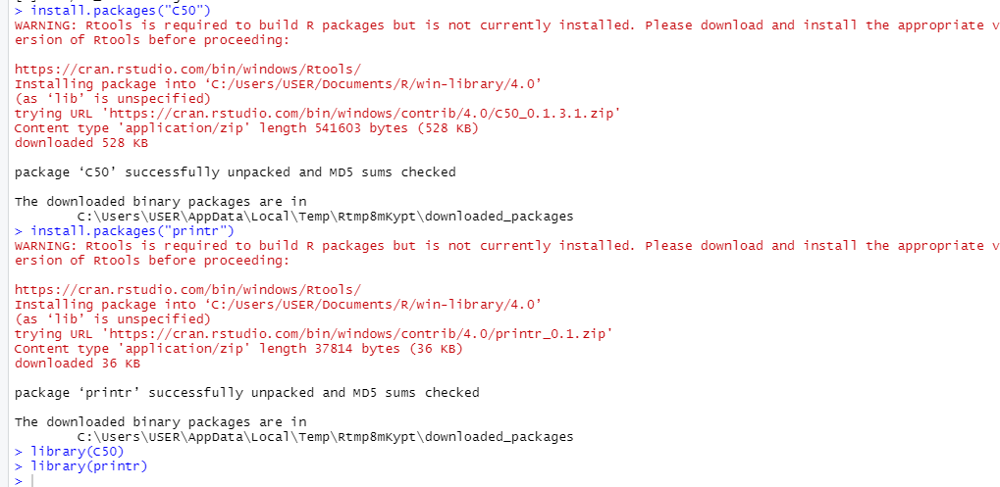 > install.packages("C50")
WARNING: Rtools is required to build R packages but is not currently installed. Please download and install the appropriate v
ersion of Rtools before proceeding:
https://cran.rstudio.com/bin/windows/Rtools/
Installing package into ‘C:/Users/USER/Documents/R/win-library/4.0’
(as ‘lib’ is unspecified)
trying URL 'https://cran.rstudio.com/bin/windows/contrib/4.0/C50_0.1.3.1.zip'
Content type 'application/zip' length 541603 bytes (528 KB)
downloaded 528 KB
package ‘C50’ successfully unpacked and MD5 sums checked
The downloaded binary packages are in
C:\Users\USER\AppData\Local\Temp\Rtmp8mKypt\downloaded_packages
> install.packages("printr")
WARNING: Rtools is required to build R packages but is not currently installed. Please download and install the appropriate v
ersion of Rtools before proceeding:
https://cran.rstudio.com/bin/windows/Rtools/
Installing package into ‘C:/Users/USER/Documents/R/win-library/4.0’
(as ‘lib’ is unspecified)
trying URL 'https://cran.rstudio.com/bin/windows/contrib/4.0/printr_0.1.zip'
Content type 'application/zip' length 37814 bytes (36 KB)
downloaded 36 KB
package ‘printr’ successfully unpacked and MD5 sums checked
The downloaded binary packages are in
C:\Users\USER\AppData\Local\Temp\Rtmp8mKypt\downloaded_packages
> library(C50)
> library(printr)
>